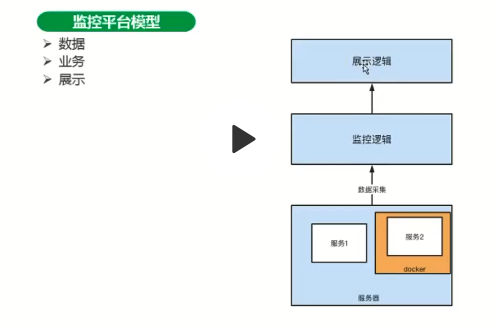 监控平台模型
数据
业务
展示
展示逻辑
监控逻辑
数据采集
服务1
服务2
docker
服务器